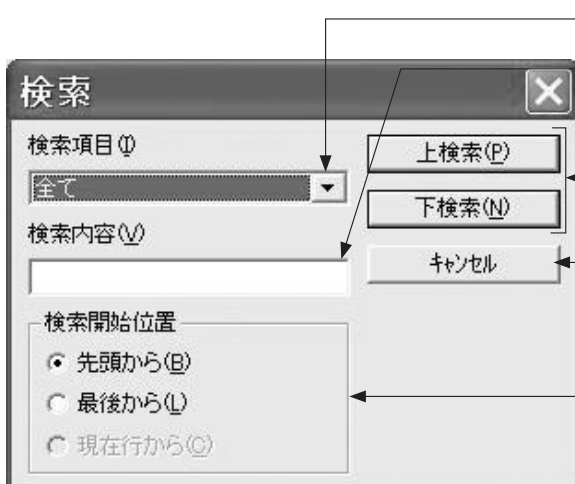 検索
検索項目(I)
全て
検索内容(V)
上検索(P)
下検索(N)
キャンセル
検索開始位置
先頭から(B)
最後から(L)
現在行から(C)